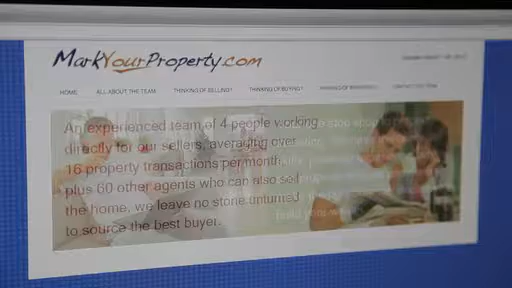 MarkYourProperty.com
HOME ALL ABOUT THE TEAM THINKING OF SELLING? THINKING OF BUYING?
An experienced team of 4 people working
directly for our sellers, averaging over
16 property transactions per month,
plus 60 other agents who can also sell
the home, we leave no stone unturned
to source the best buyer.